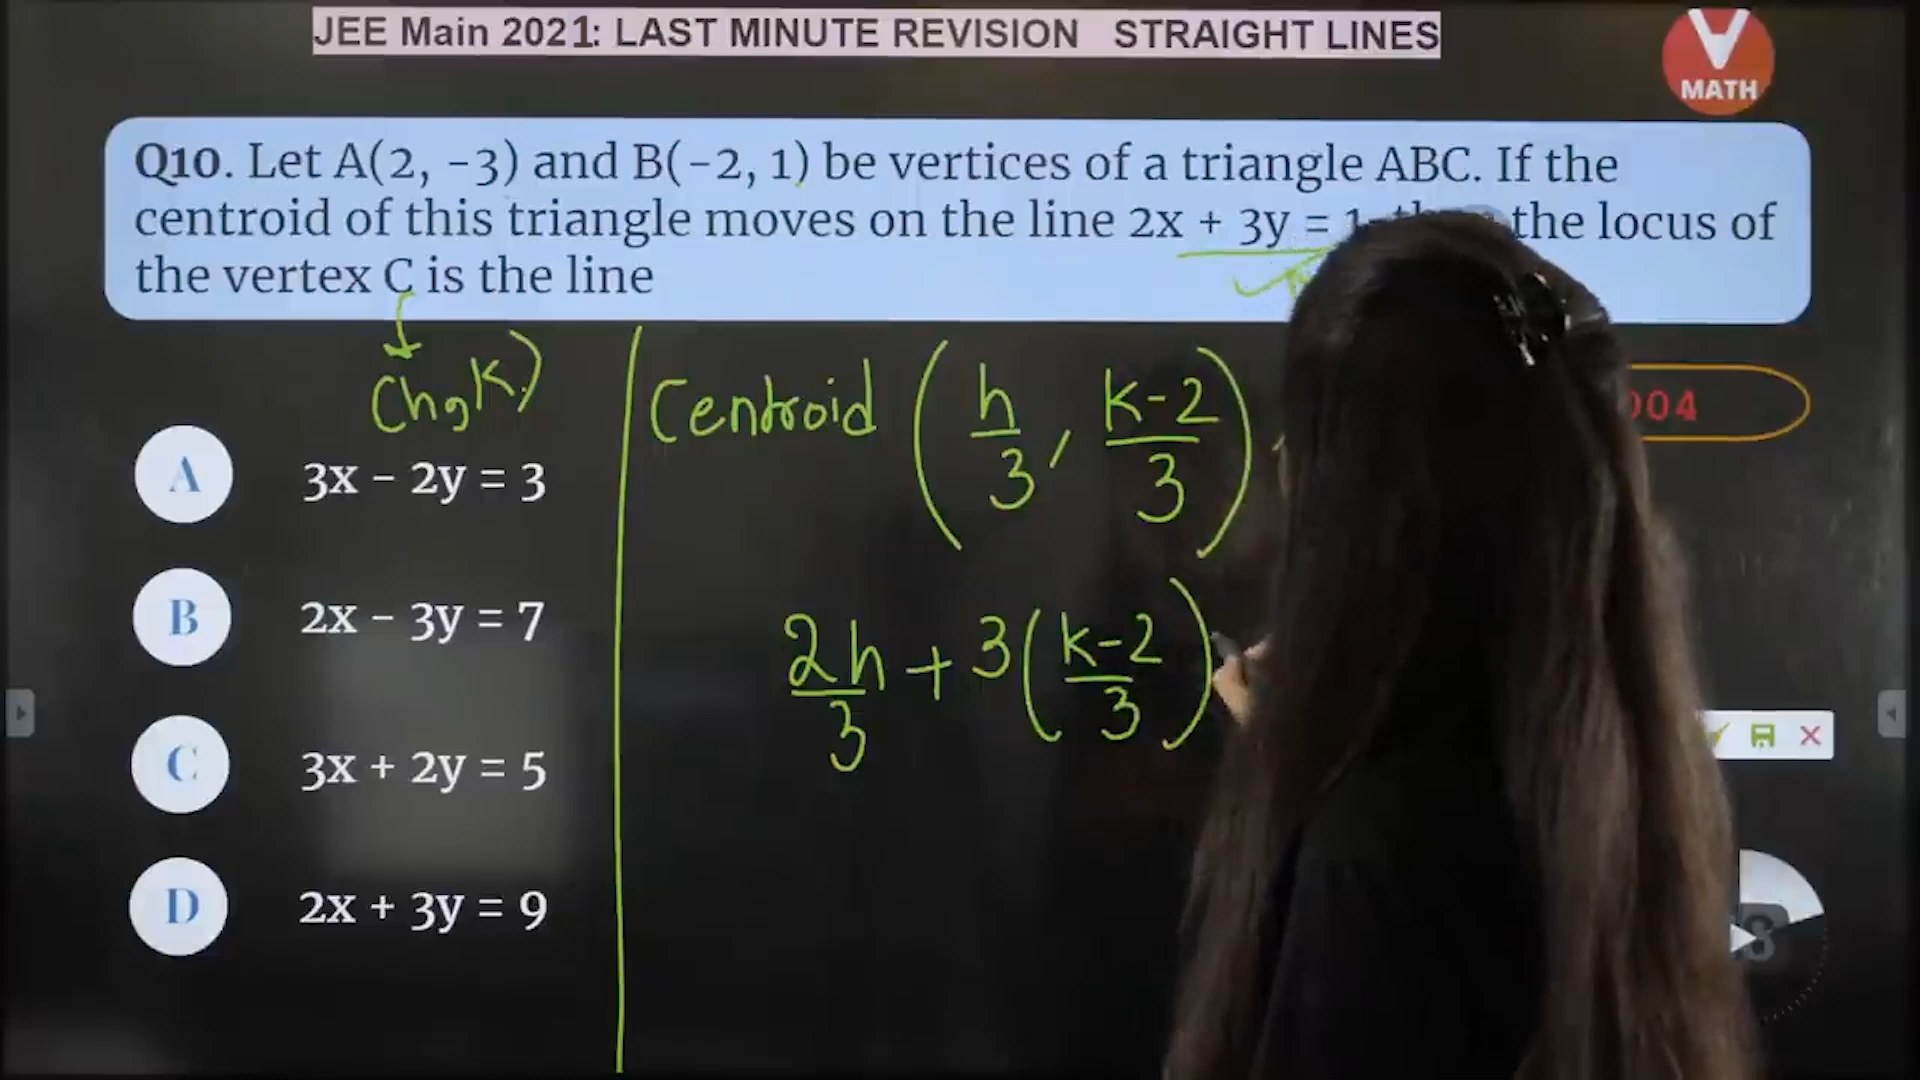 JEE Main 2021: LAST MINUTE REVISION STRAIGHT LINES
V
MATH
Q10. Let A(2, -3) and B(-2, 1) be vertices of a triangle ABC. If the
centroid of this triangle moves on the line 2x + 3y = 1 the locus of
the vertex C is the line
(h, k)
Centroid (h/3, (k-2)/3)
004
A 3x - 2y = 3
B 2x - 3y = 7
2h/3 + 3((k-2)/3)
C 3x + 2y = 5
D 2x + 3y = 9
8